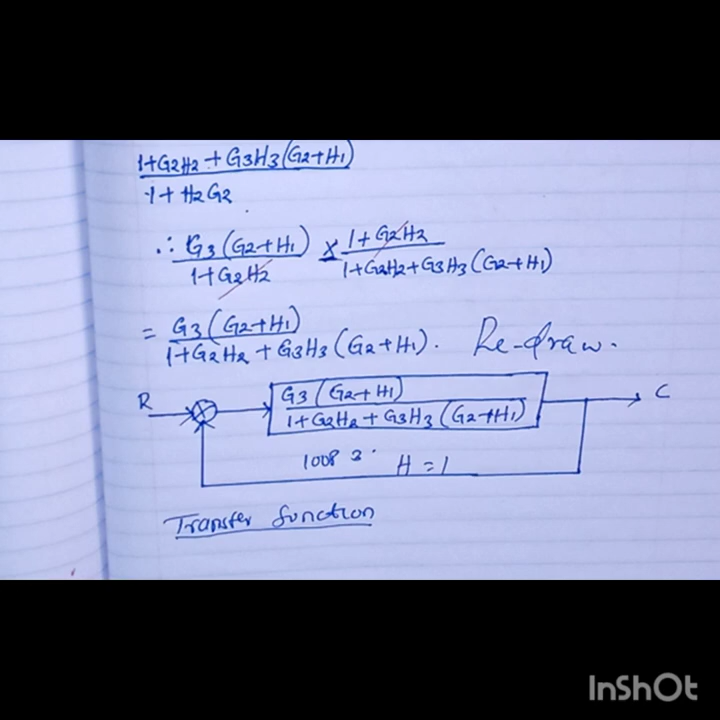 1+G2H2 + G3H3(G2+H1)
1+ H2G2
∴ G3(G2+H1) × 1+G2H2
1+G2H2 1+G2H2+G3H3(G2+H1)
= G3(G2+H1)
1+G2H2 + G3H3(G2+H1). Re-draw.
R G3(G2+H1) C
1+G2H2 + G3H3(G2+H1)
loop 3. H=1
Transfer function
InShOt